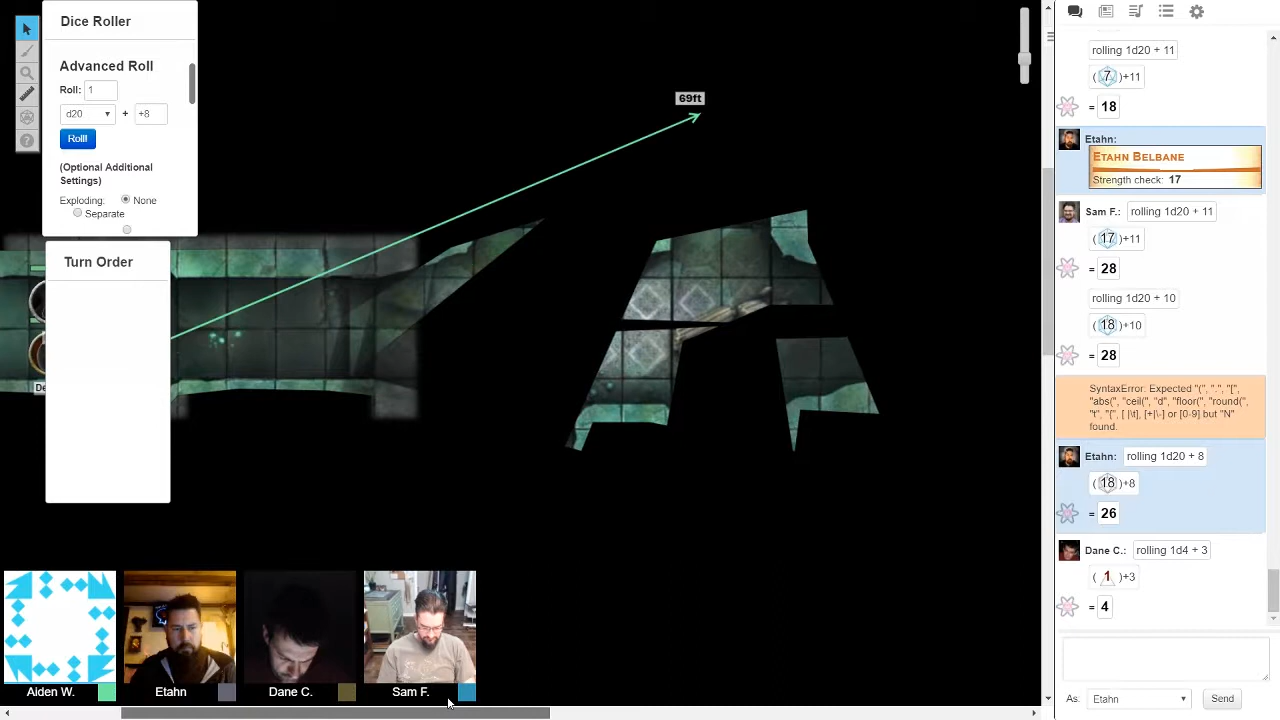 Dice Roller
Advanced Roll
Roll: 1
d20 + +8
Roll!
(Optional Additional
Settings)
Exploding: None
Separate
Turn Order
De
69ft
Aiden W.
Etahn
Dane C.
Sam F.
rolling 1d20 + 11
(7)+11
= 18
Etahn:
ETAHN BELBANE
Strength check: 17
Sam F.: rolling 1d20 + 11
(17)+11
= 28
rolling 1d20 + 10
(18)+10
= 28
SyntaxError: Expected "(", ".", "[",
"abs(", "ceil(", "d", "floor(", "round(",
"t", "{", [ |\t], [+|\-] or [0-9] but "N"
found.
Etahn: rolling 1d20 + 8
(18)+8
= 26
Dane C.: rolling 1d4 + 3
(1)+3
= 4
As: Etahn Send